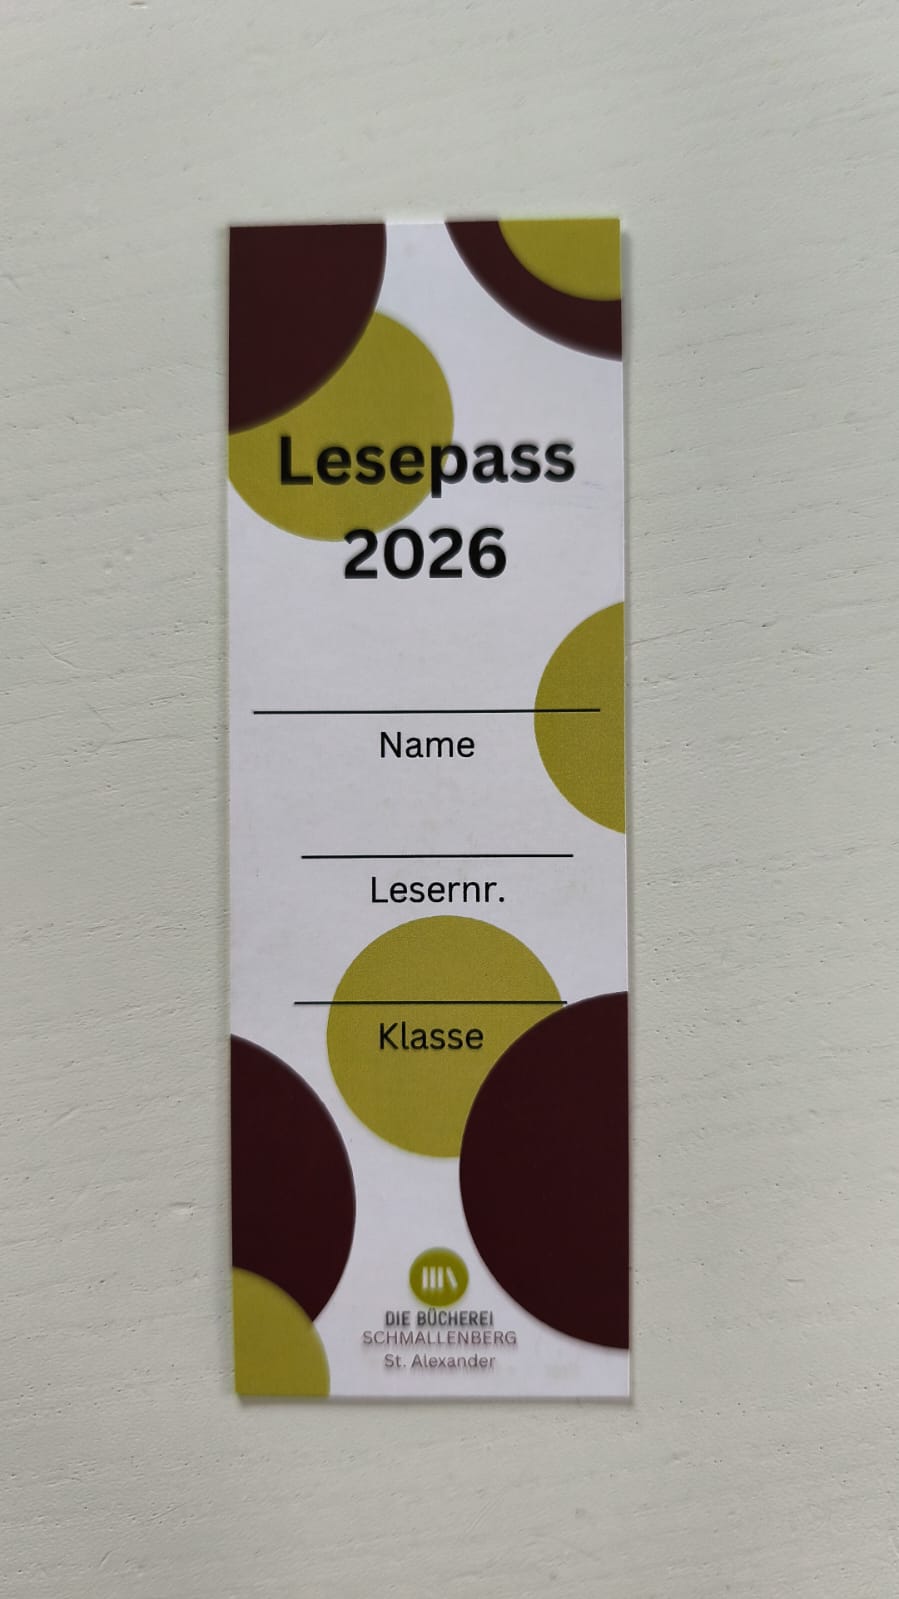 Lesepass
2026
Name
Lesernr.
Klasse
DIE BÜCHEREI
SCHMALLENBERG
St. Alexander